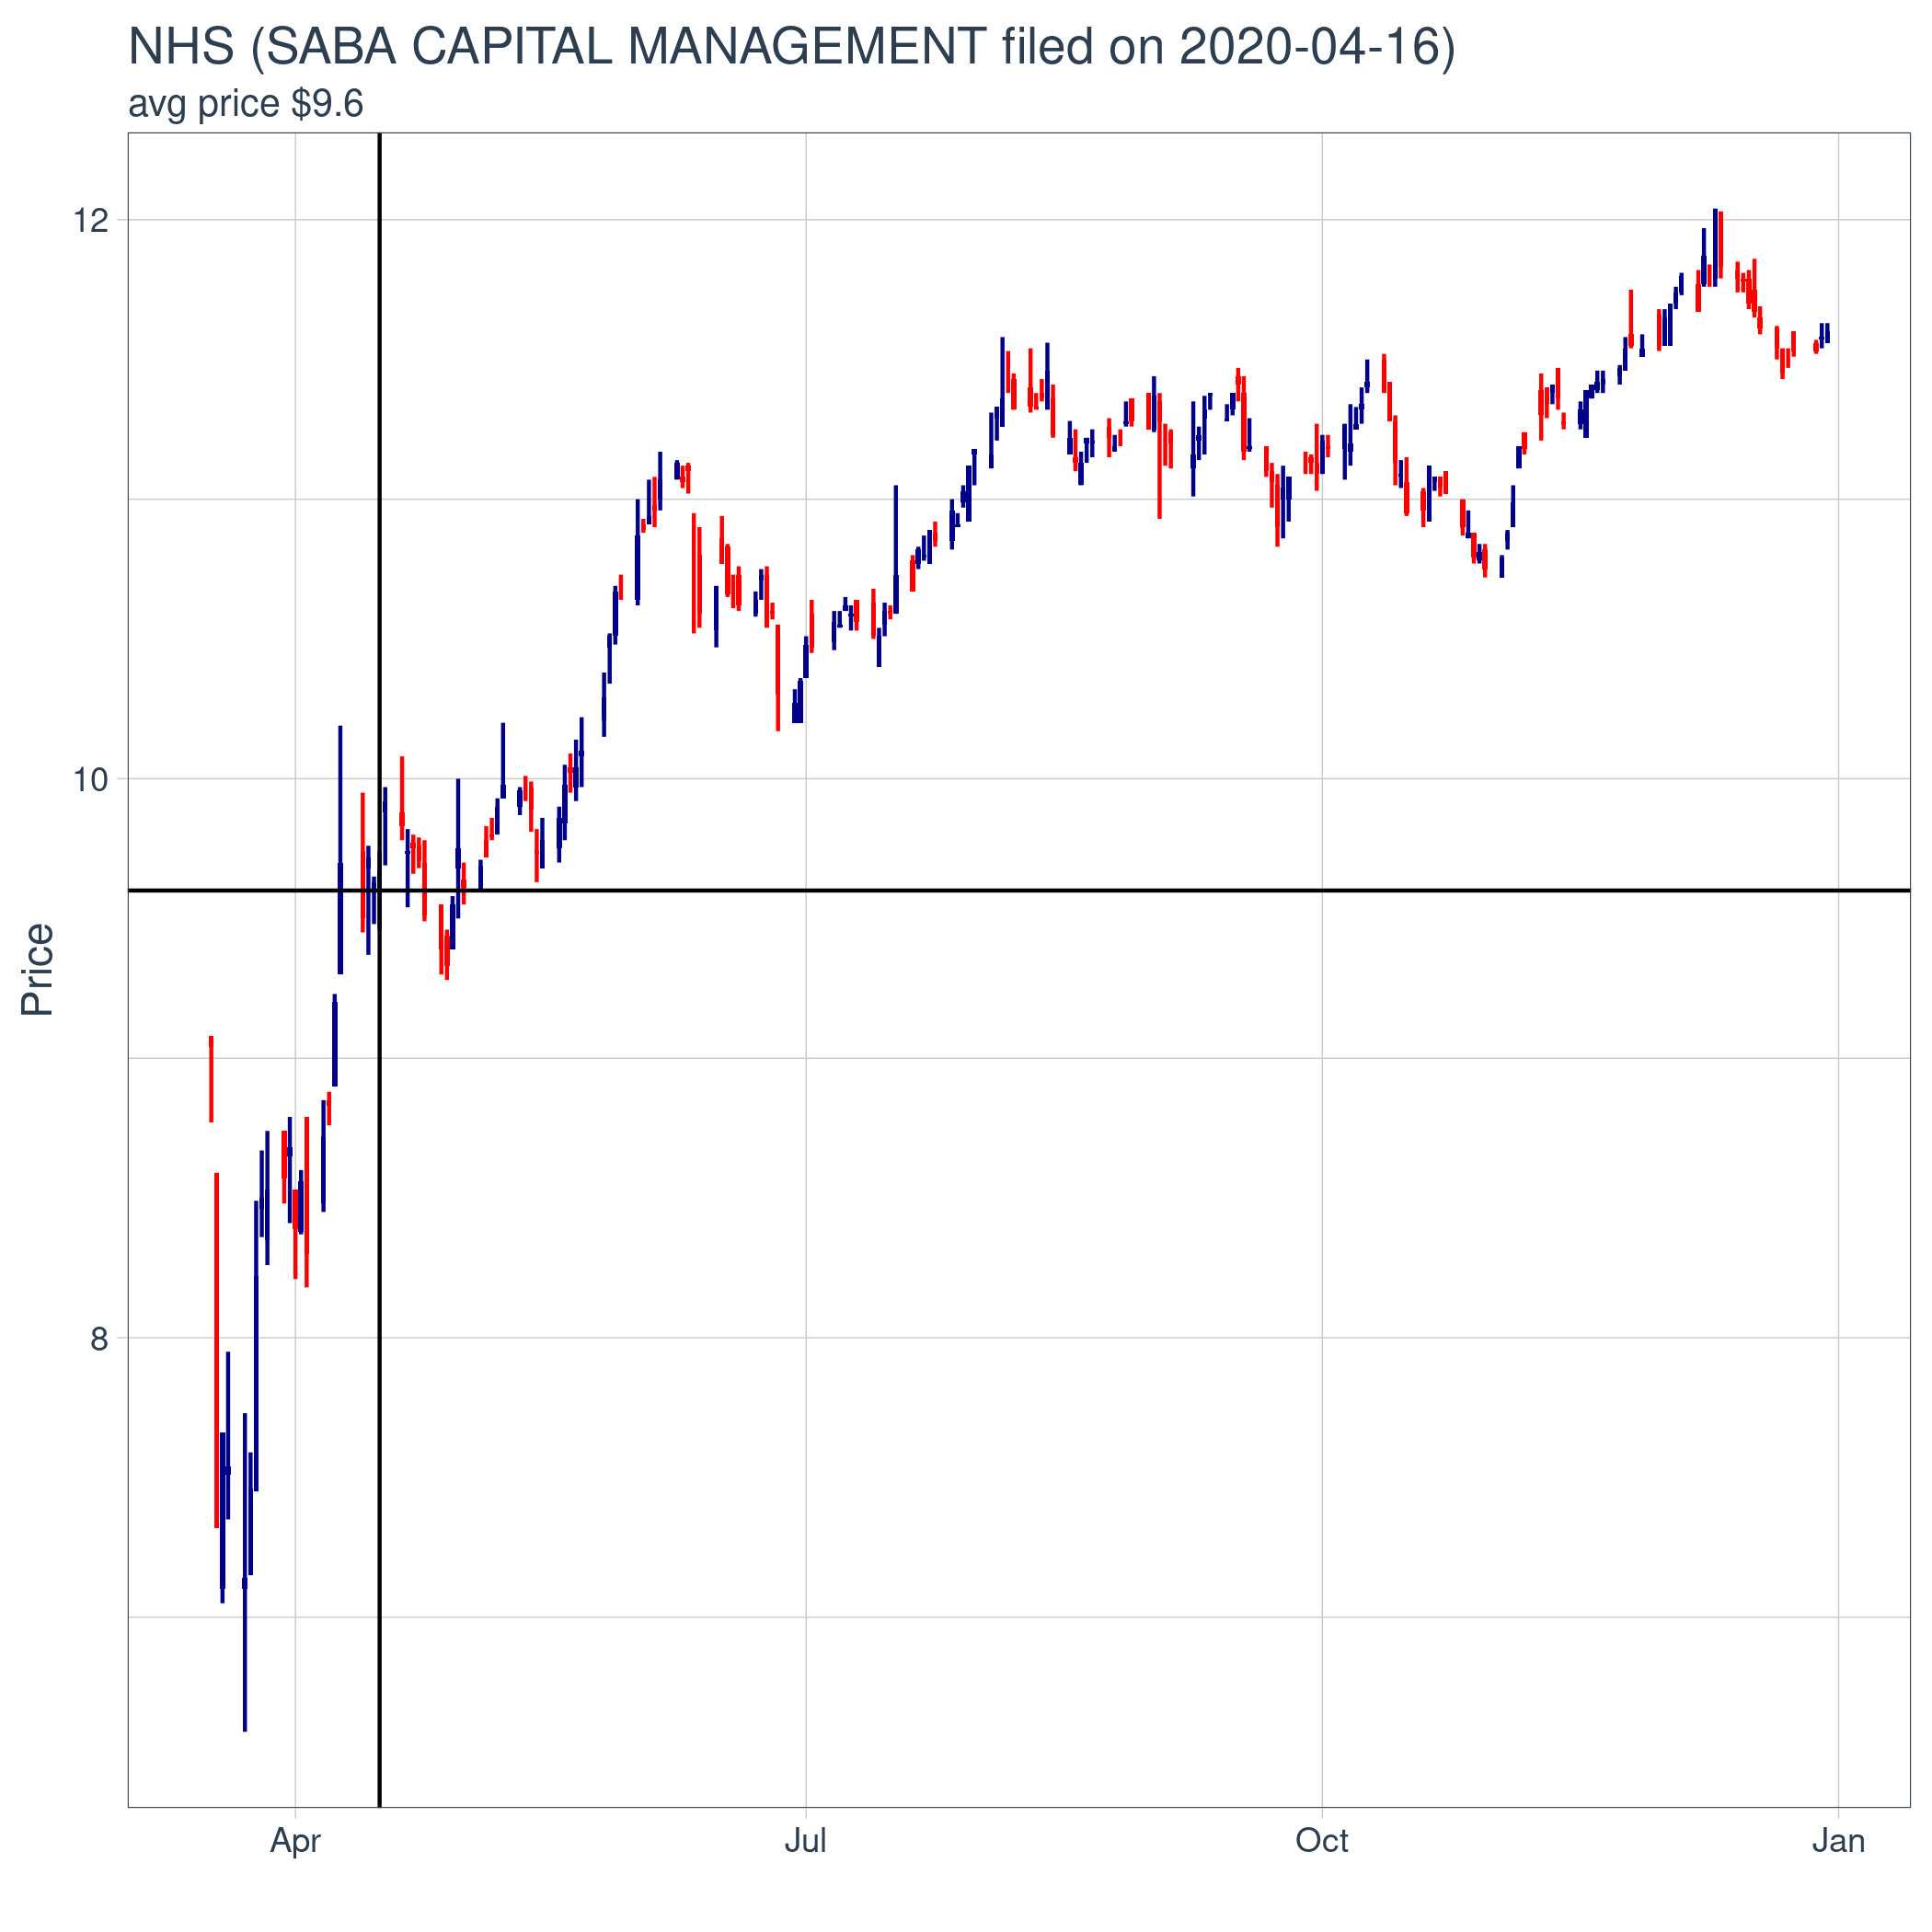 NHS (SABA CAPITAL MANAGEMENT filed on 2020-04-16)
avg price $9.6
12
10
8
Price
Apr Jul Oct Jan